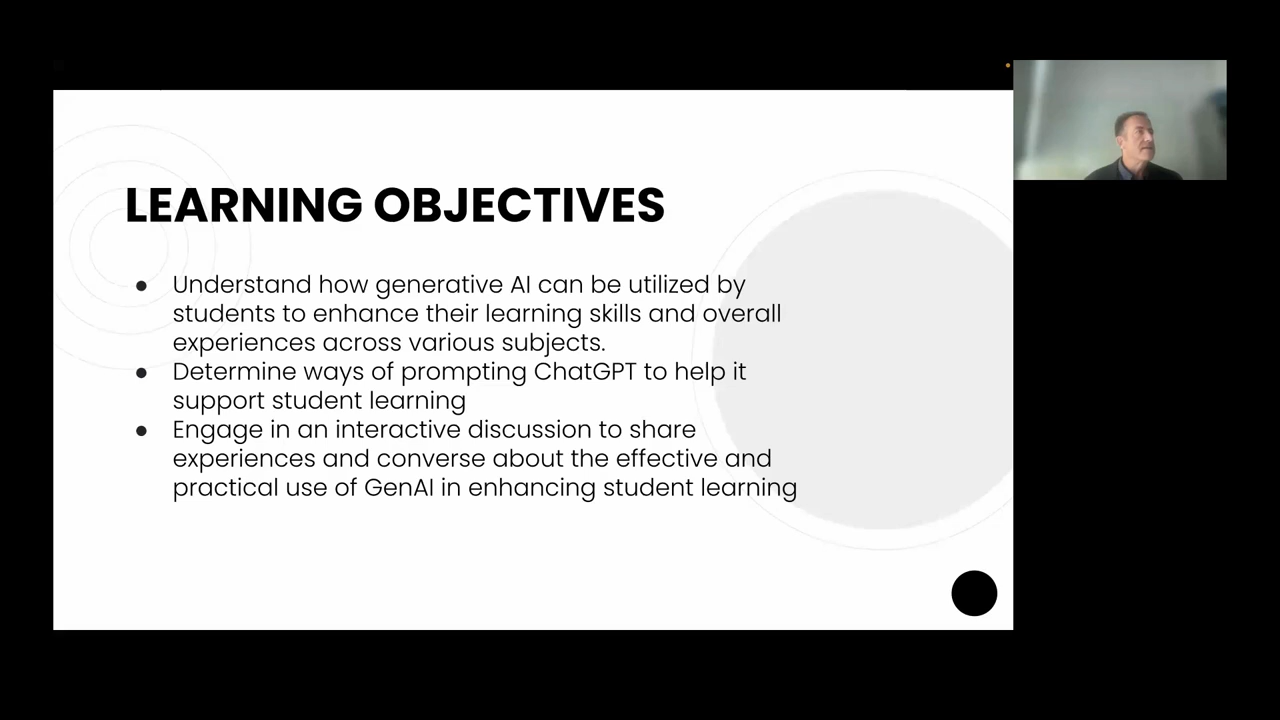 LEARNING OBJECTIVES
● Understand how generative AI can be utilized by
students to enhance their learning skills and overall
experiences across various subjects.
● Determine ways of prompting ChatGPT to help it
support student learning
● Engage in an interactive discussion to share
experiences and converse about the effective and
practical use of GenAI in enhancing student learning